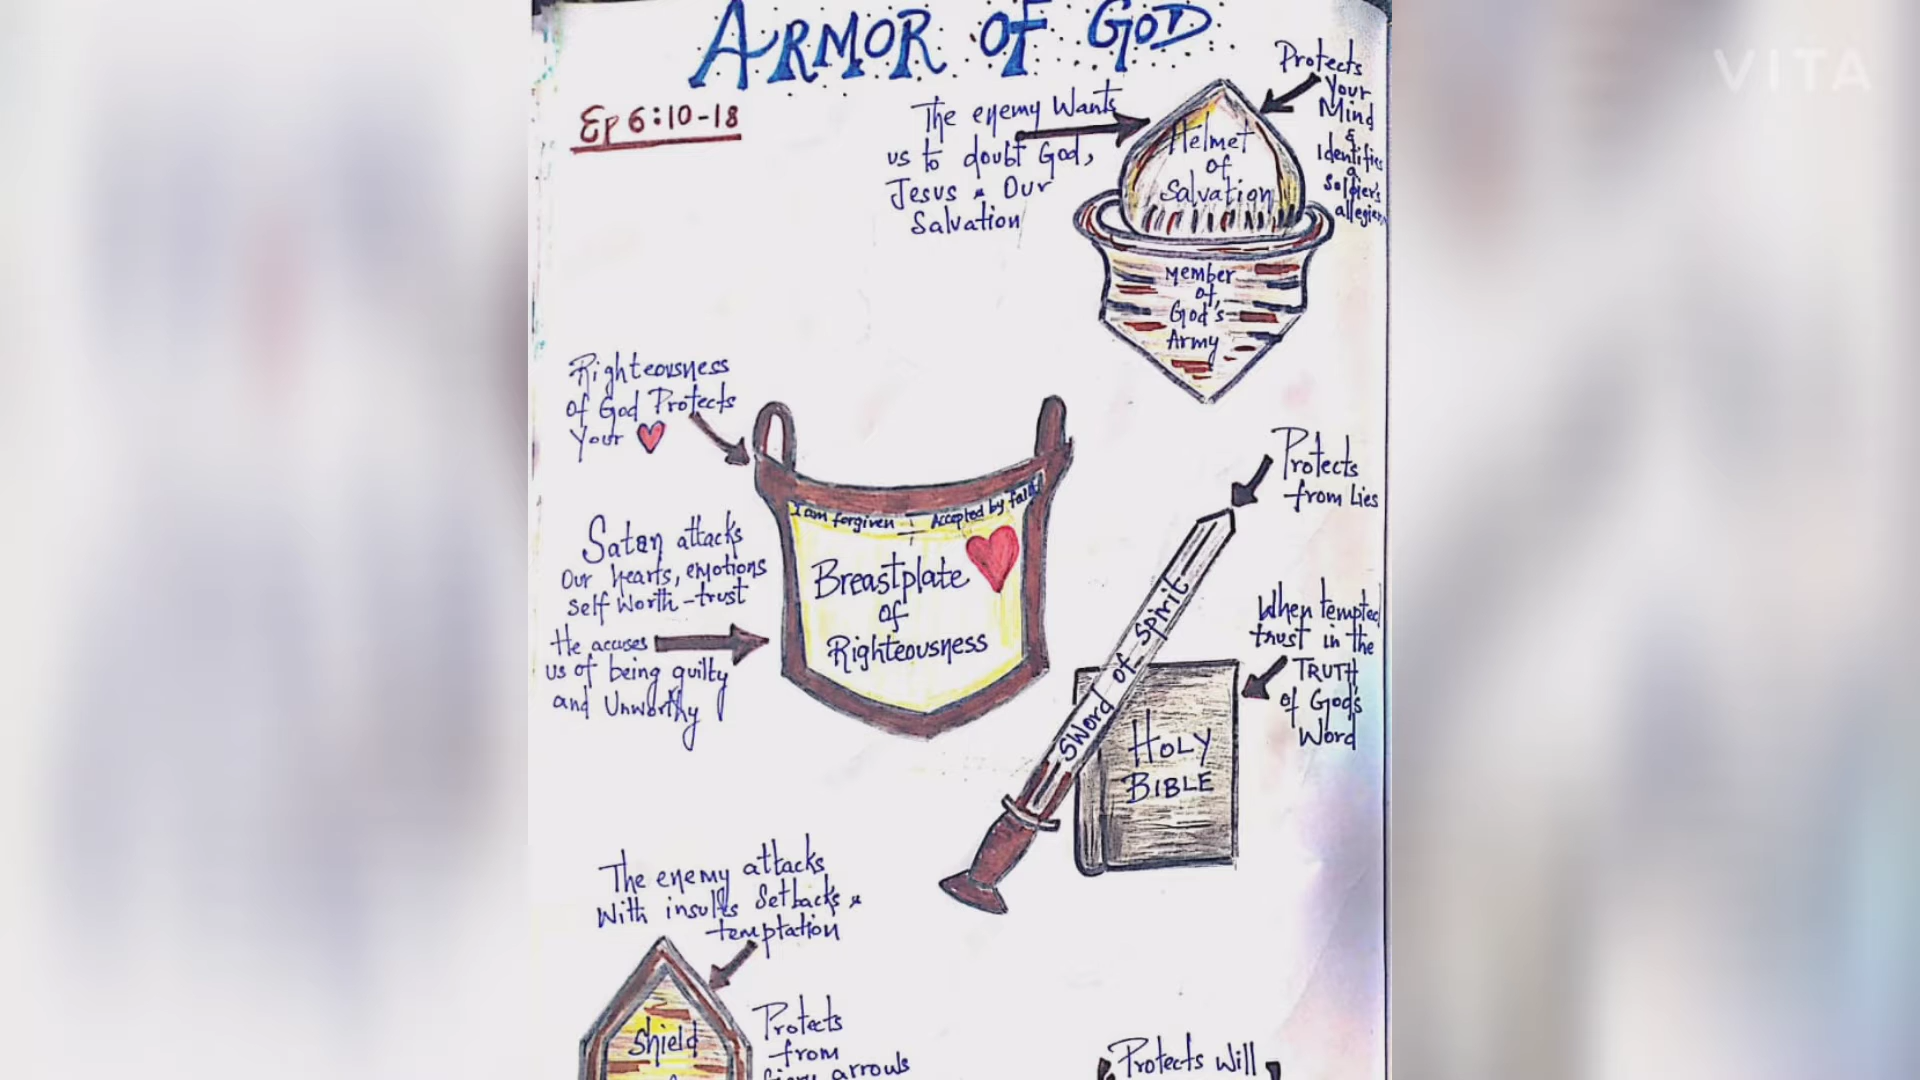 ARMOR OF GOD
VITA
Ep 6:10-18
The enemy Wants
us to doubt God,
Jesus & Our
Salvation
Protects
Your
Mind
&
Identifies
a
Soldier's
Helmet
of
Salvation
Member
of
God's
Army
Righteousness
of God Protects
Your
Satan attacks
Our hearts, emotions
Self Worth - trust
He accuses
us of being guilty
and Unworthy
I am forgiven - Accepted by faith
Breastplate
of
Righteousness
Protects
from Lies
Sword of Spirit
When tempted
trust in the
TRUTH
of God's
Word
HOLY
BIBLE
The enemy attacks
With insults Setbacks &
temptation
Shield
Protects
from
arrows
Protects Will